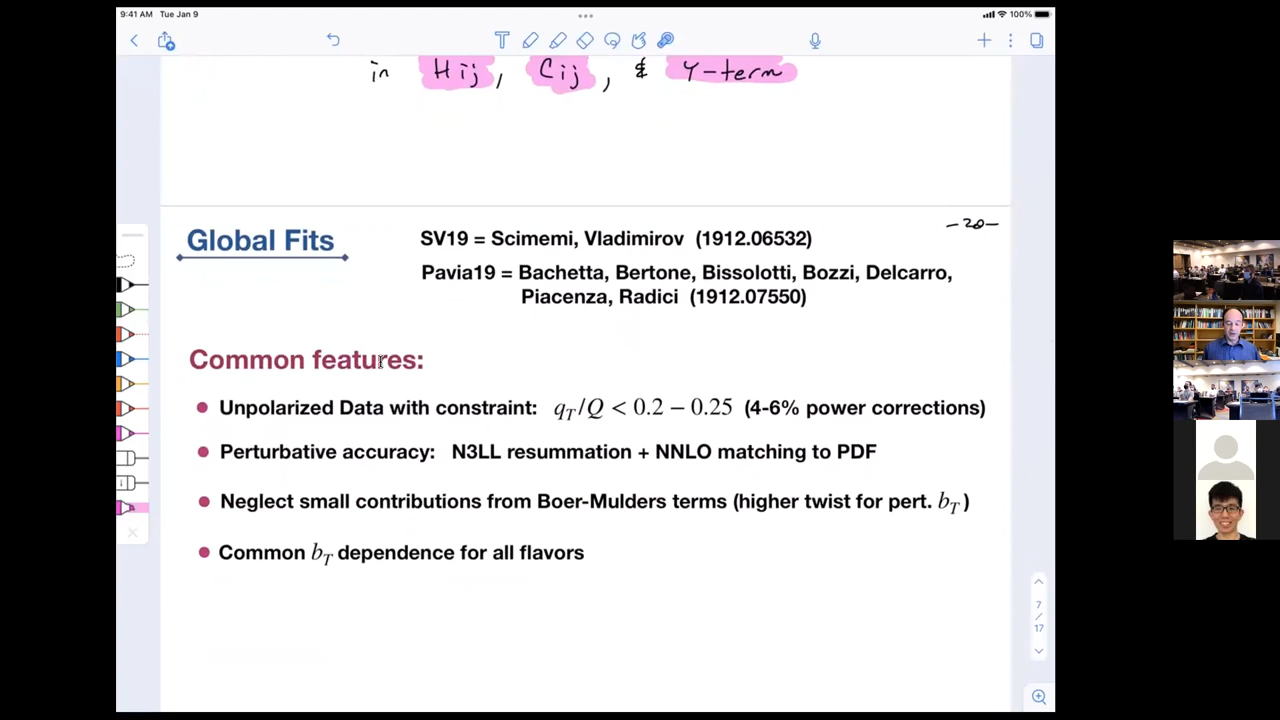 9:41 AM Tue Jan 9
100%
in Hij, Cij, & Y-term
-20-
Global Fits
SV19 = Scimemi, Vladimirov (1912.06532)
Pavia19 = Bachetta, Bertone, Bissolotti, Bozzi, Delcarro,
Piacenza, Radici (1912.07550)
Common features:
Unpolarized Data with constraint: q_T/Q < 0.2 − 0.25 (4-6% power corrections)
Perturbative accuracy: N3LL resummation + NNLO matching to PDF
Neglect small contributions from Boer-Mulders terms (higher twist for pert. b_T)
Common b_T dependence for all flavors
7
/
17